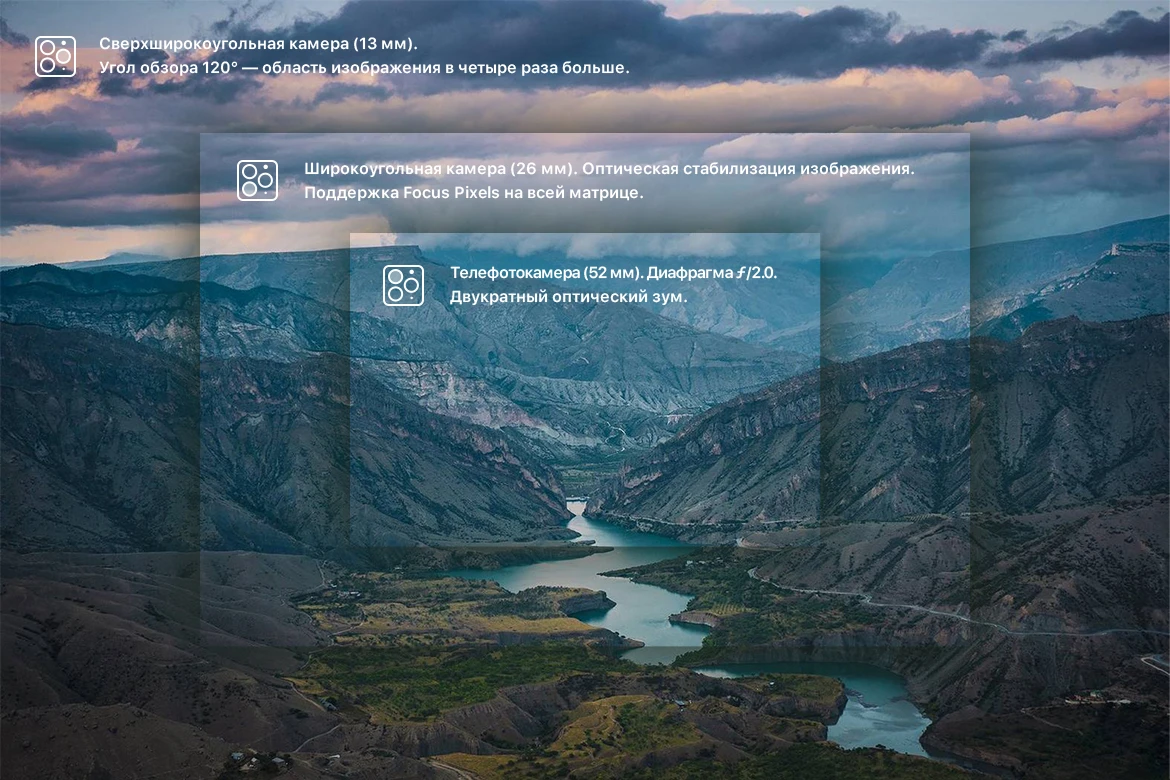 Сверхширокоугольная камера (13 мм).
Угол обзора 120° — область изображения в четыре раза больше.
Широкоугольная камера (26 мм). Оптическая стабилизация изображения.
Поддержка Focus Pixels на всей матрице.
Телефотокамера (52 мм). Диафрагма ƒ/2.0.
Двукратный оптический зум.